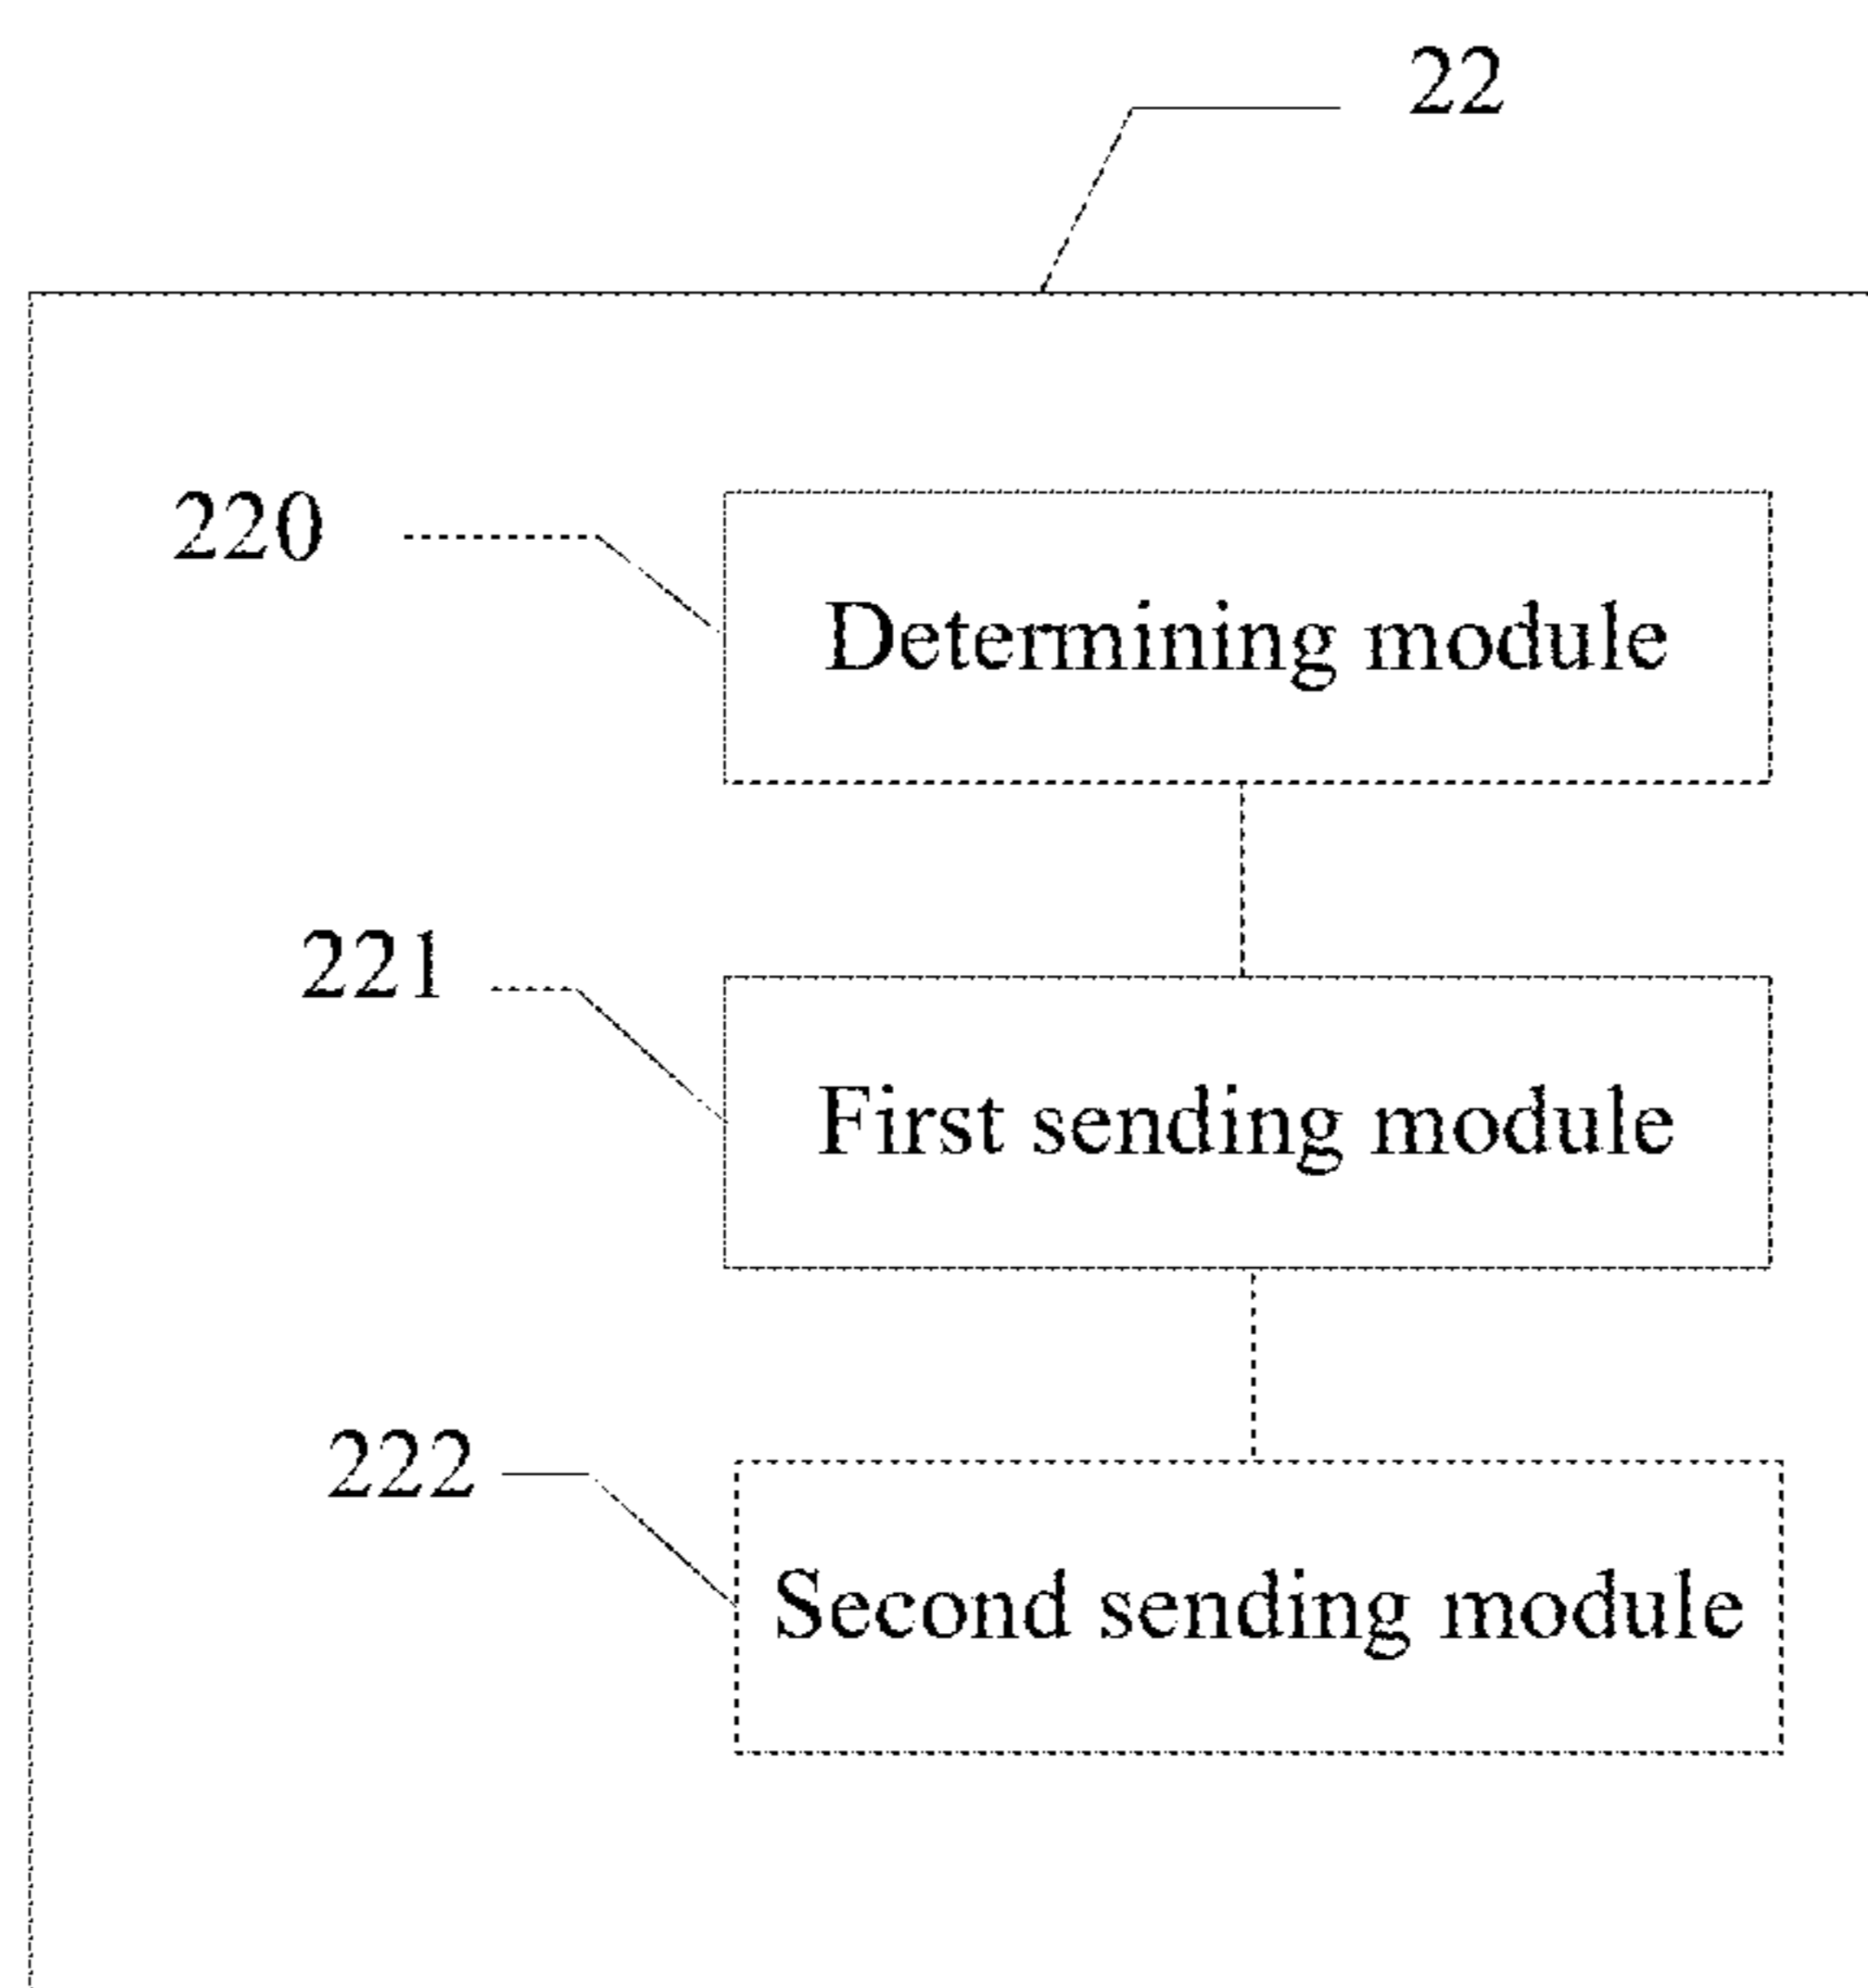 22
220
Determining module
221
First sending module
222
Second sending module